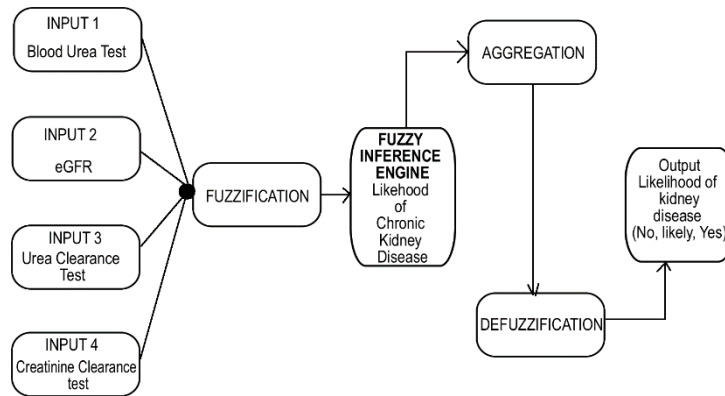 INPUT 1
Blood Urea Test
INPUT 2
eGFR
INPUT 3
Urea Clearance
Test
INPUT 4
Creatinine Clearance
test
FUZZIFICATION
FUZZY
INFERENCE
ENGINE
Likehood
of
Chronic
Kidney
Disease
AGGREGATION
DEFUZZIFICATION
Output
Likelihood of
kidney
disease
(No, likely, Yes)